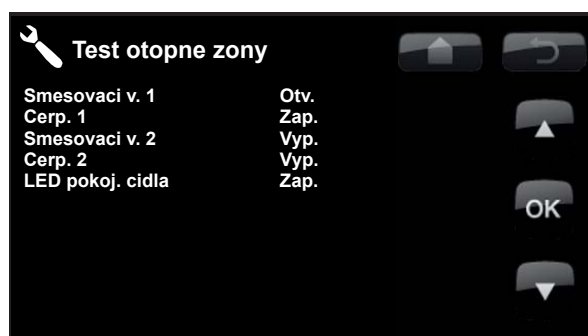 Test otopne zony
Smesovaci v. 1 Otv.
Cerp. 1 Zap.
Smesovaci v. 2 Vyp.
Cerp. 2 Vyp.
LED pokoj. cidla Zap.
OK